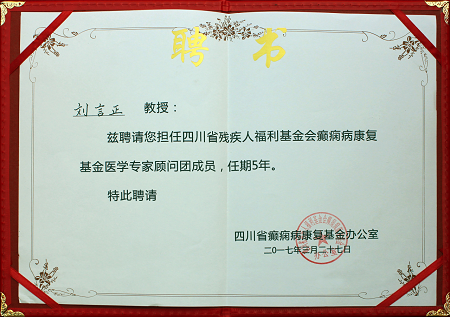 聘书
刘言正 教授：
兹聘请您担任四川省残疾人福利基金会癫痫病康复
基金医学专家顾问团成员，任期5年。
特此聘请
四川省癫痫病康复基金办公室
二0一七年三月二十七日